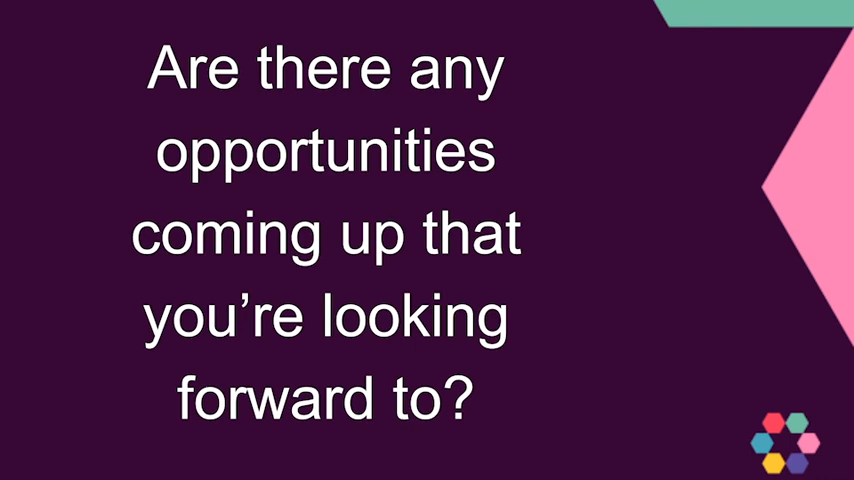 Are there any
opportunities
coming up that
you’re looking
forward to?